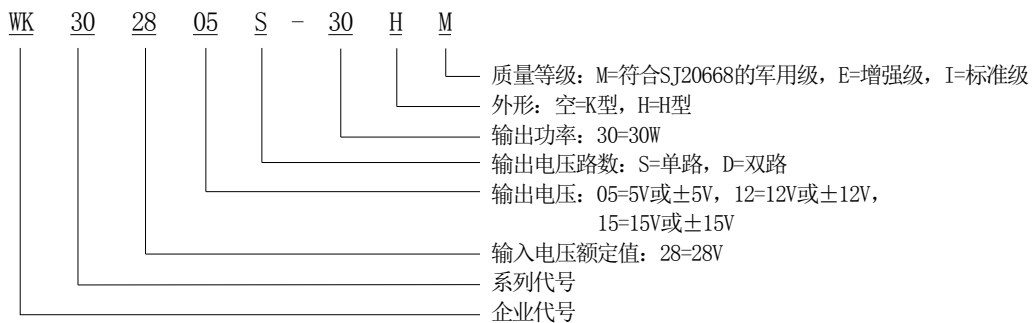 WK 30 28 05 S - 30 H M
质量等级：M=符合SJ20668的军用级，E=增强级，I=标准级
外形：空=K型，H=H型
输出功率：30=30W
输出电压路数：S=单路，D=双路
输出电压：05=5V或±5V，12=12V或±12V，
15=15V或±15V
输入电压额定值：28=28V
系列代号
企业代号